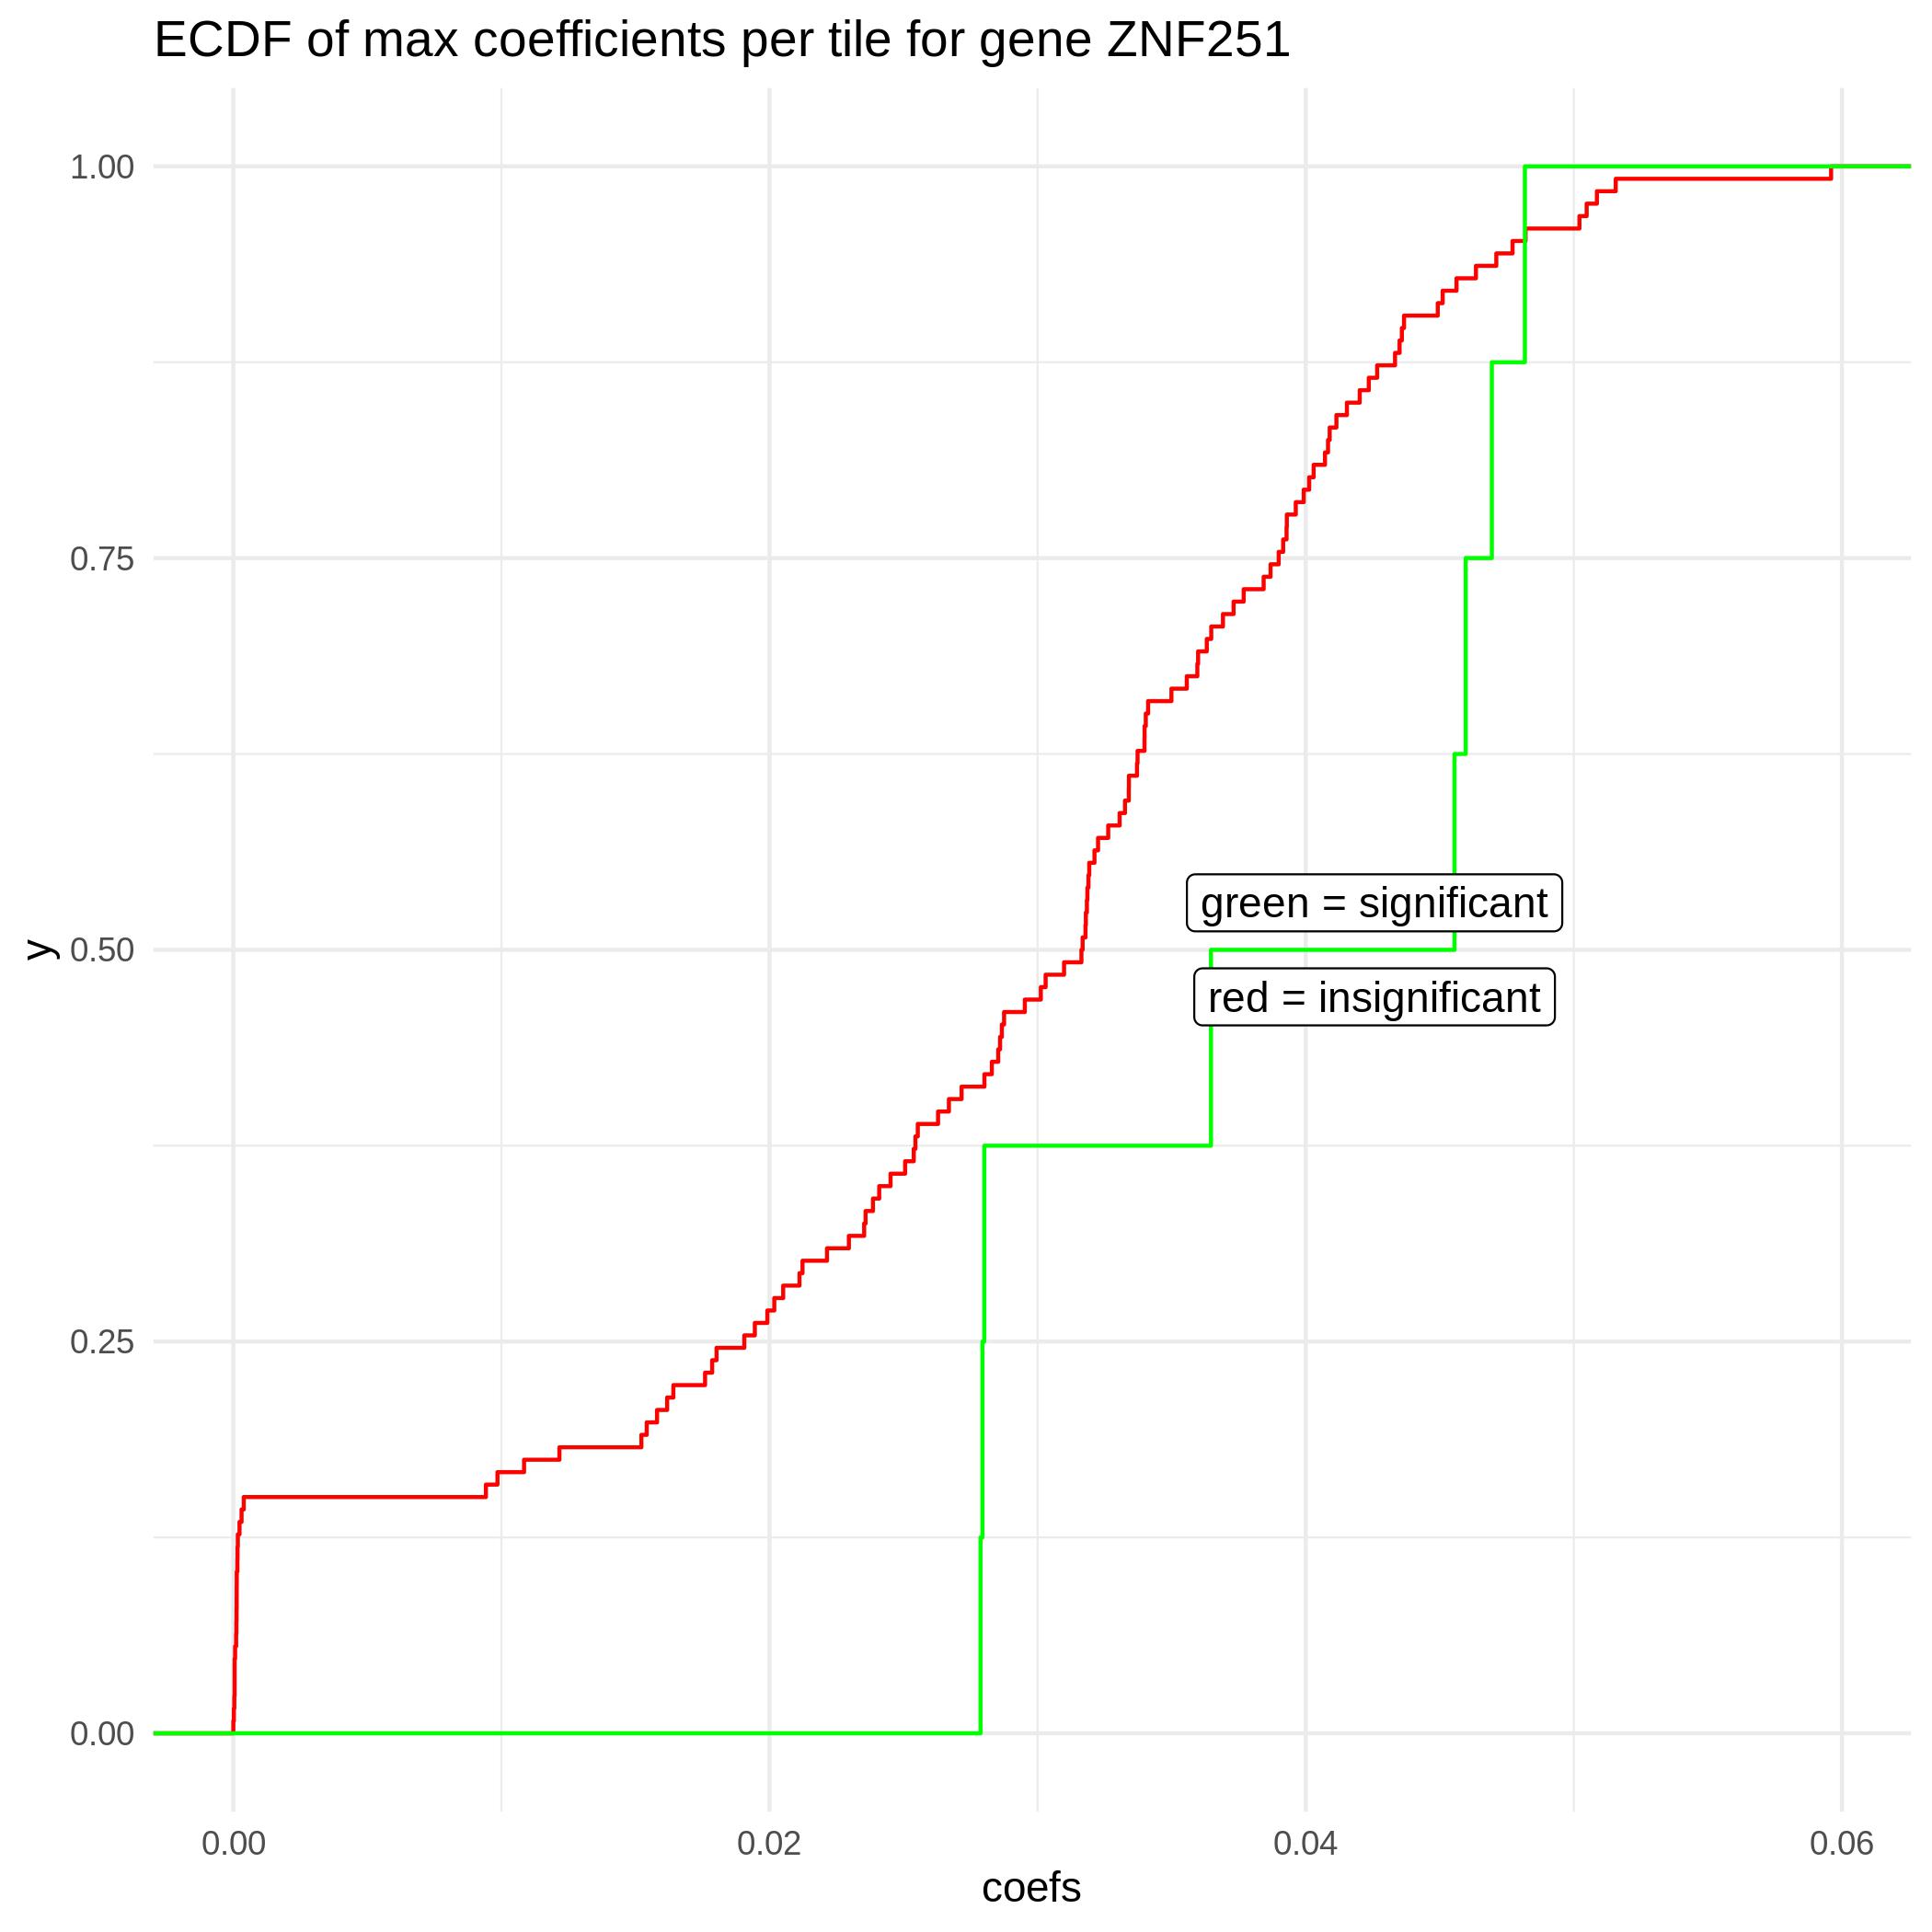 ECDF of max coefficients per tile for gene ZNF251
1.00
0.75
0.50
0.25
0.00
y
green = significant
red = insignificant
0.00
0.02
0.04
0.06
coefs